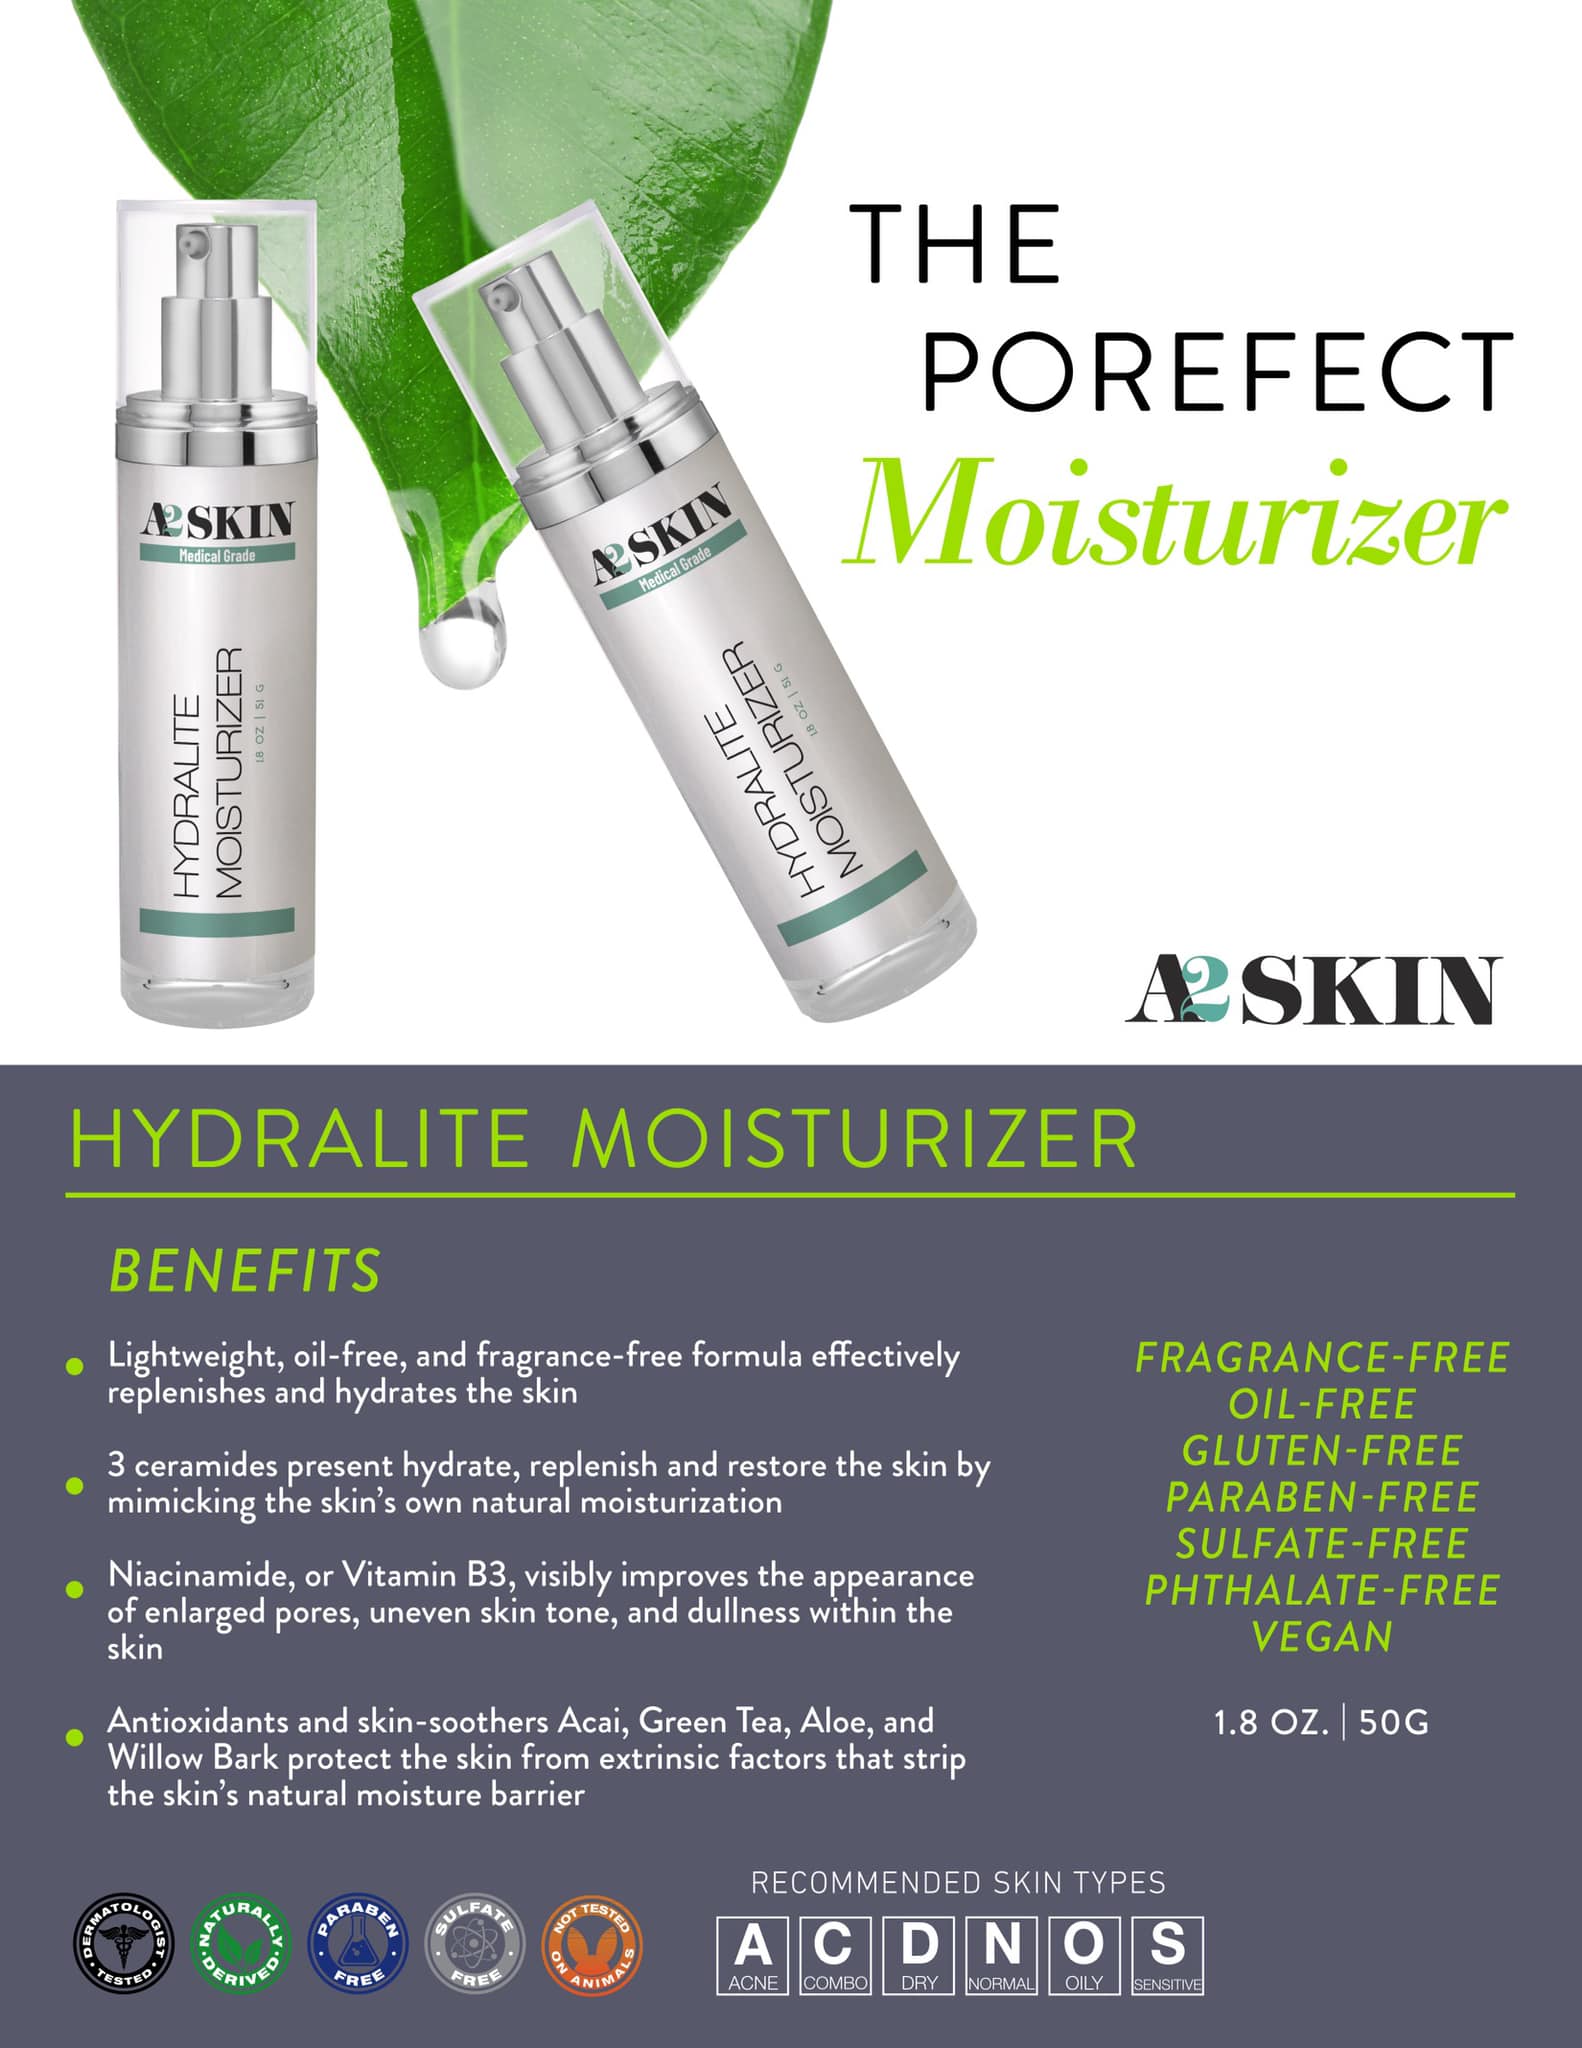 THE
POREFECT
Moisturizer
A2SKIN
Medical Grade
HYDRALITE
MOISTURIZER
1.8 OZ | 51 G
A2SKIN
Medical Grade
HYDRALITE
MOISTURIZER
1.8 OZ | 51 G
A2SKIN
HYDRALITE MOISTURIZER
BENEFITS
Lightweight, oil-free, and fragrance-free formula effectively
replenishes and hydrates the skin
3 ceramides present hydrate, replenish and restore the skin by
mimicking the skin's own natural moisturization
Niacinamide, or Vitamin B3, visibly improves the appearance
of enlarged pores, uneven skin tone, and dullness within the
skin
Antioxidants and skin-soothers Acai, Green Tea, Aloe, and
Willow Bark protect the skin from extrinsic factors that strip
the skin's natural moisture barrier
FRAGRANCE-FREE
OIL-FREE
GLUTEN-FREE
PARABEN-FREE
SULFATE-FREE
PHTHALATE-FREE
VEGAN
1.8 OZ. | 50G
DERMATOLOGIST
TESTED
NATURALLY
DERIVED
PARABEN
FREE
SULFATE
FREE
NOT TESTED
ON ANIMALS
RECOMMENDED SKIN TYPES
A C D N O S
ACNE COMBO DRY NORMAL OILY SENSITIVE